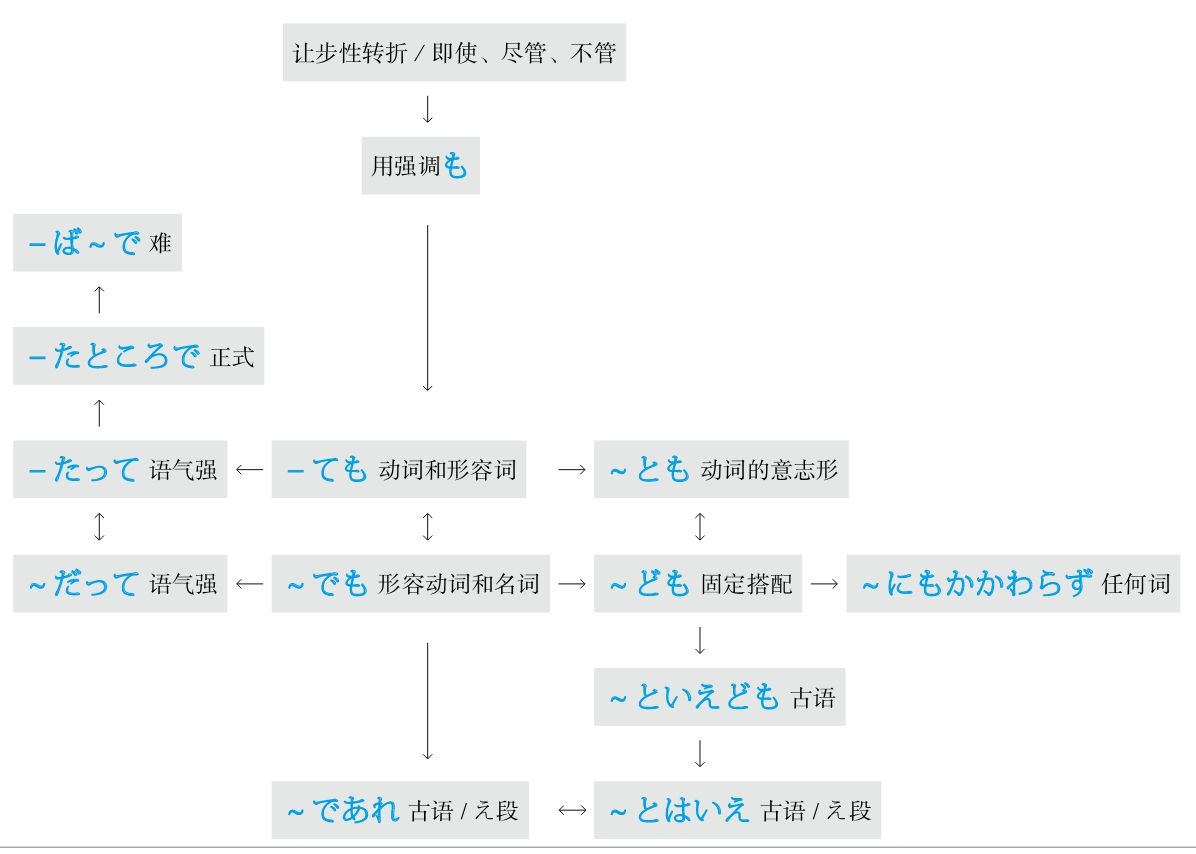 让步性转折 / 即使、尽管、不管
用强调も
–ば~で 难
–たところで 正式
–たって 语气强
–ても 动词和形容词
~とも 动词的意志形
~だって 语气强
~でも 形容动词和名词
~ども 固定搭配
~にもかかわらず 任何词
~といえども 古语
~であれ 古语 / え段
~とはいえ 古语 / え段